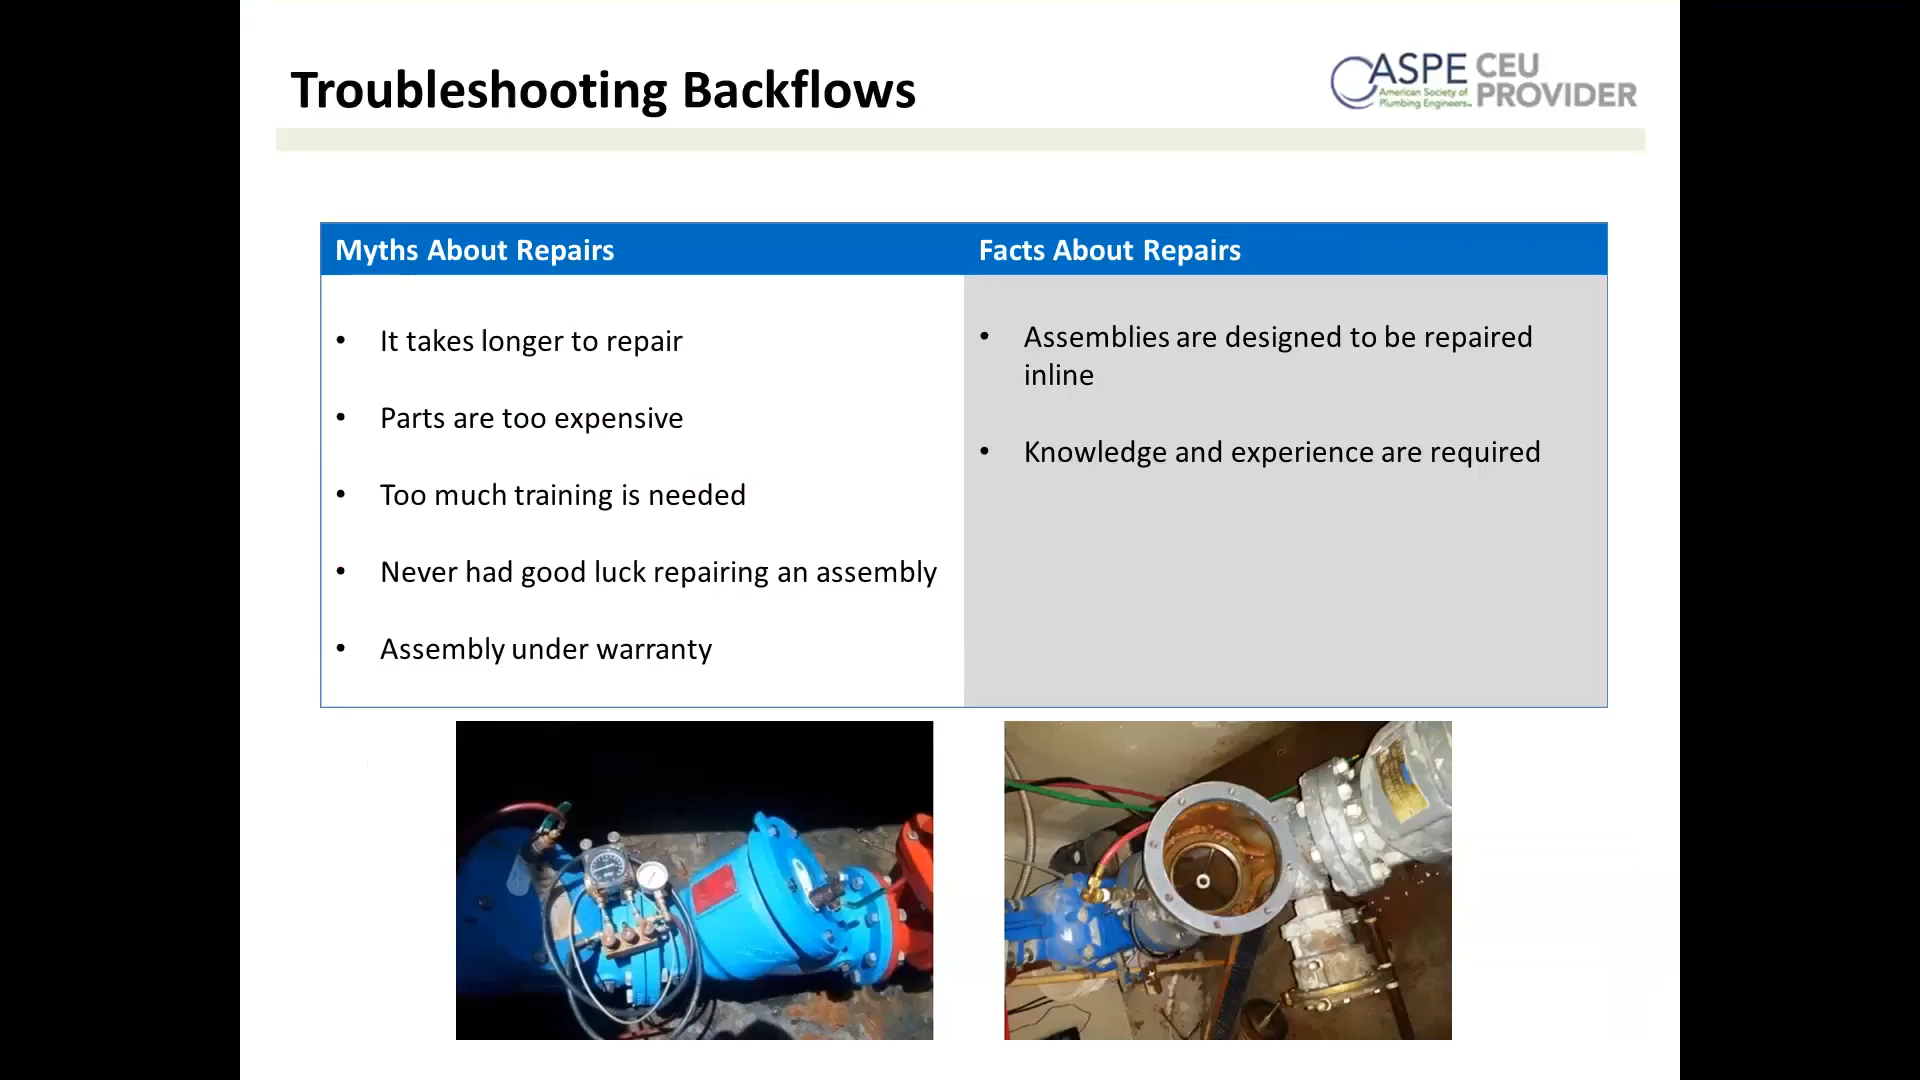 Troubleshooting Backflows
ASPE CEU
American Society of
Plumbing Engineers
PROVIDER
Myths About Repairs
Facts About Repairs
• It takes longer to repair
• Parts are too expensive
• Too much training is needed
• Never had good luck repairing an assembly
• Assembly under warranty
• Assemblies are designed to be repaired
inline
• Knowledge and experience are required